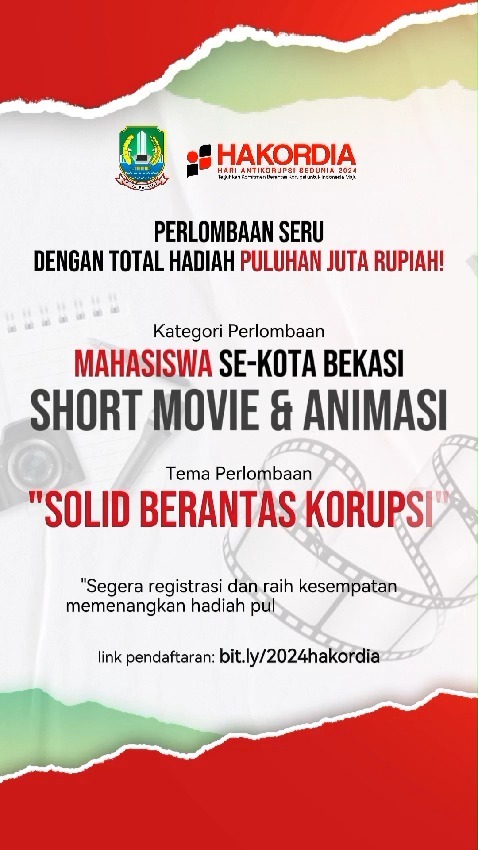 HAKORDIA
HARI ANTIKORUPSI SEDUNIA 2024
PERLOMBAAN SERU
DENGAN TOTAL HADIAH PULUHAN JUTA RUPIAH!
Kategori Perlombaan
MAHASISWA SE-KOTA BEKASI
SHORT MOVIE & ANIMASI
Tema Perlombaan
"SOLID BERANTAS KORUPSI"
"Segera registrasi dan raih kesempatan
memenangkan hadiah pul
link pendaftaran: bit.ly/2024hakordia